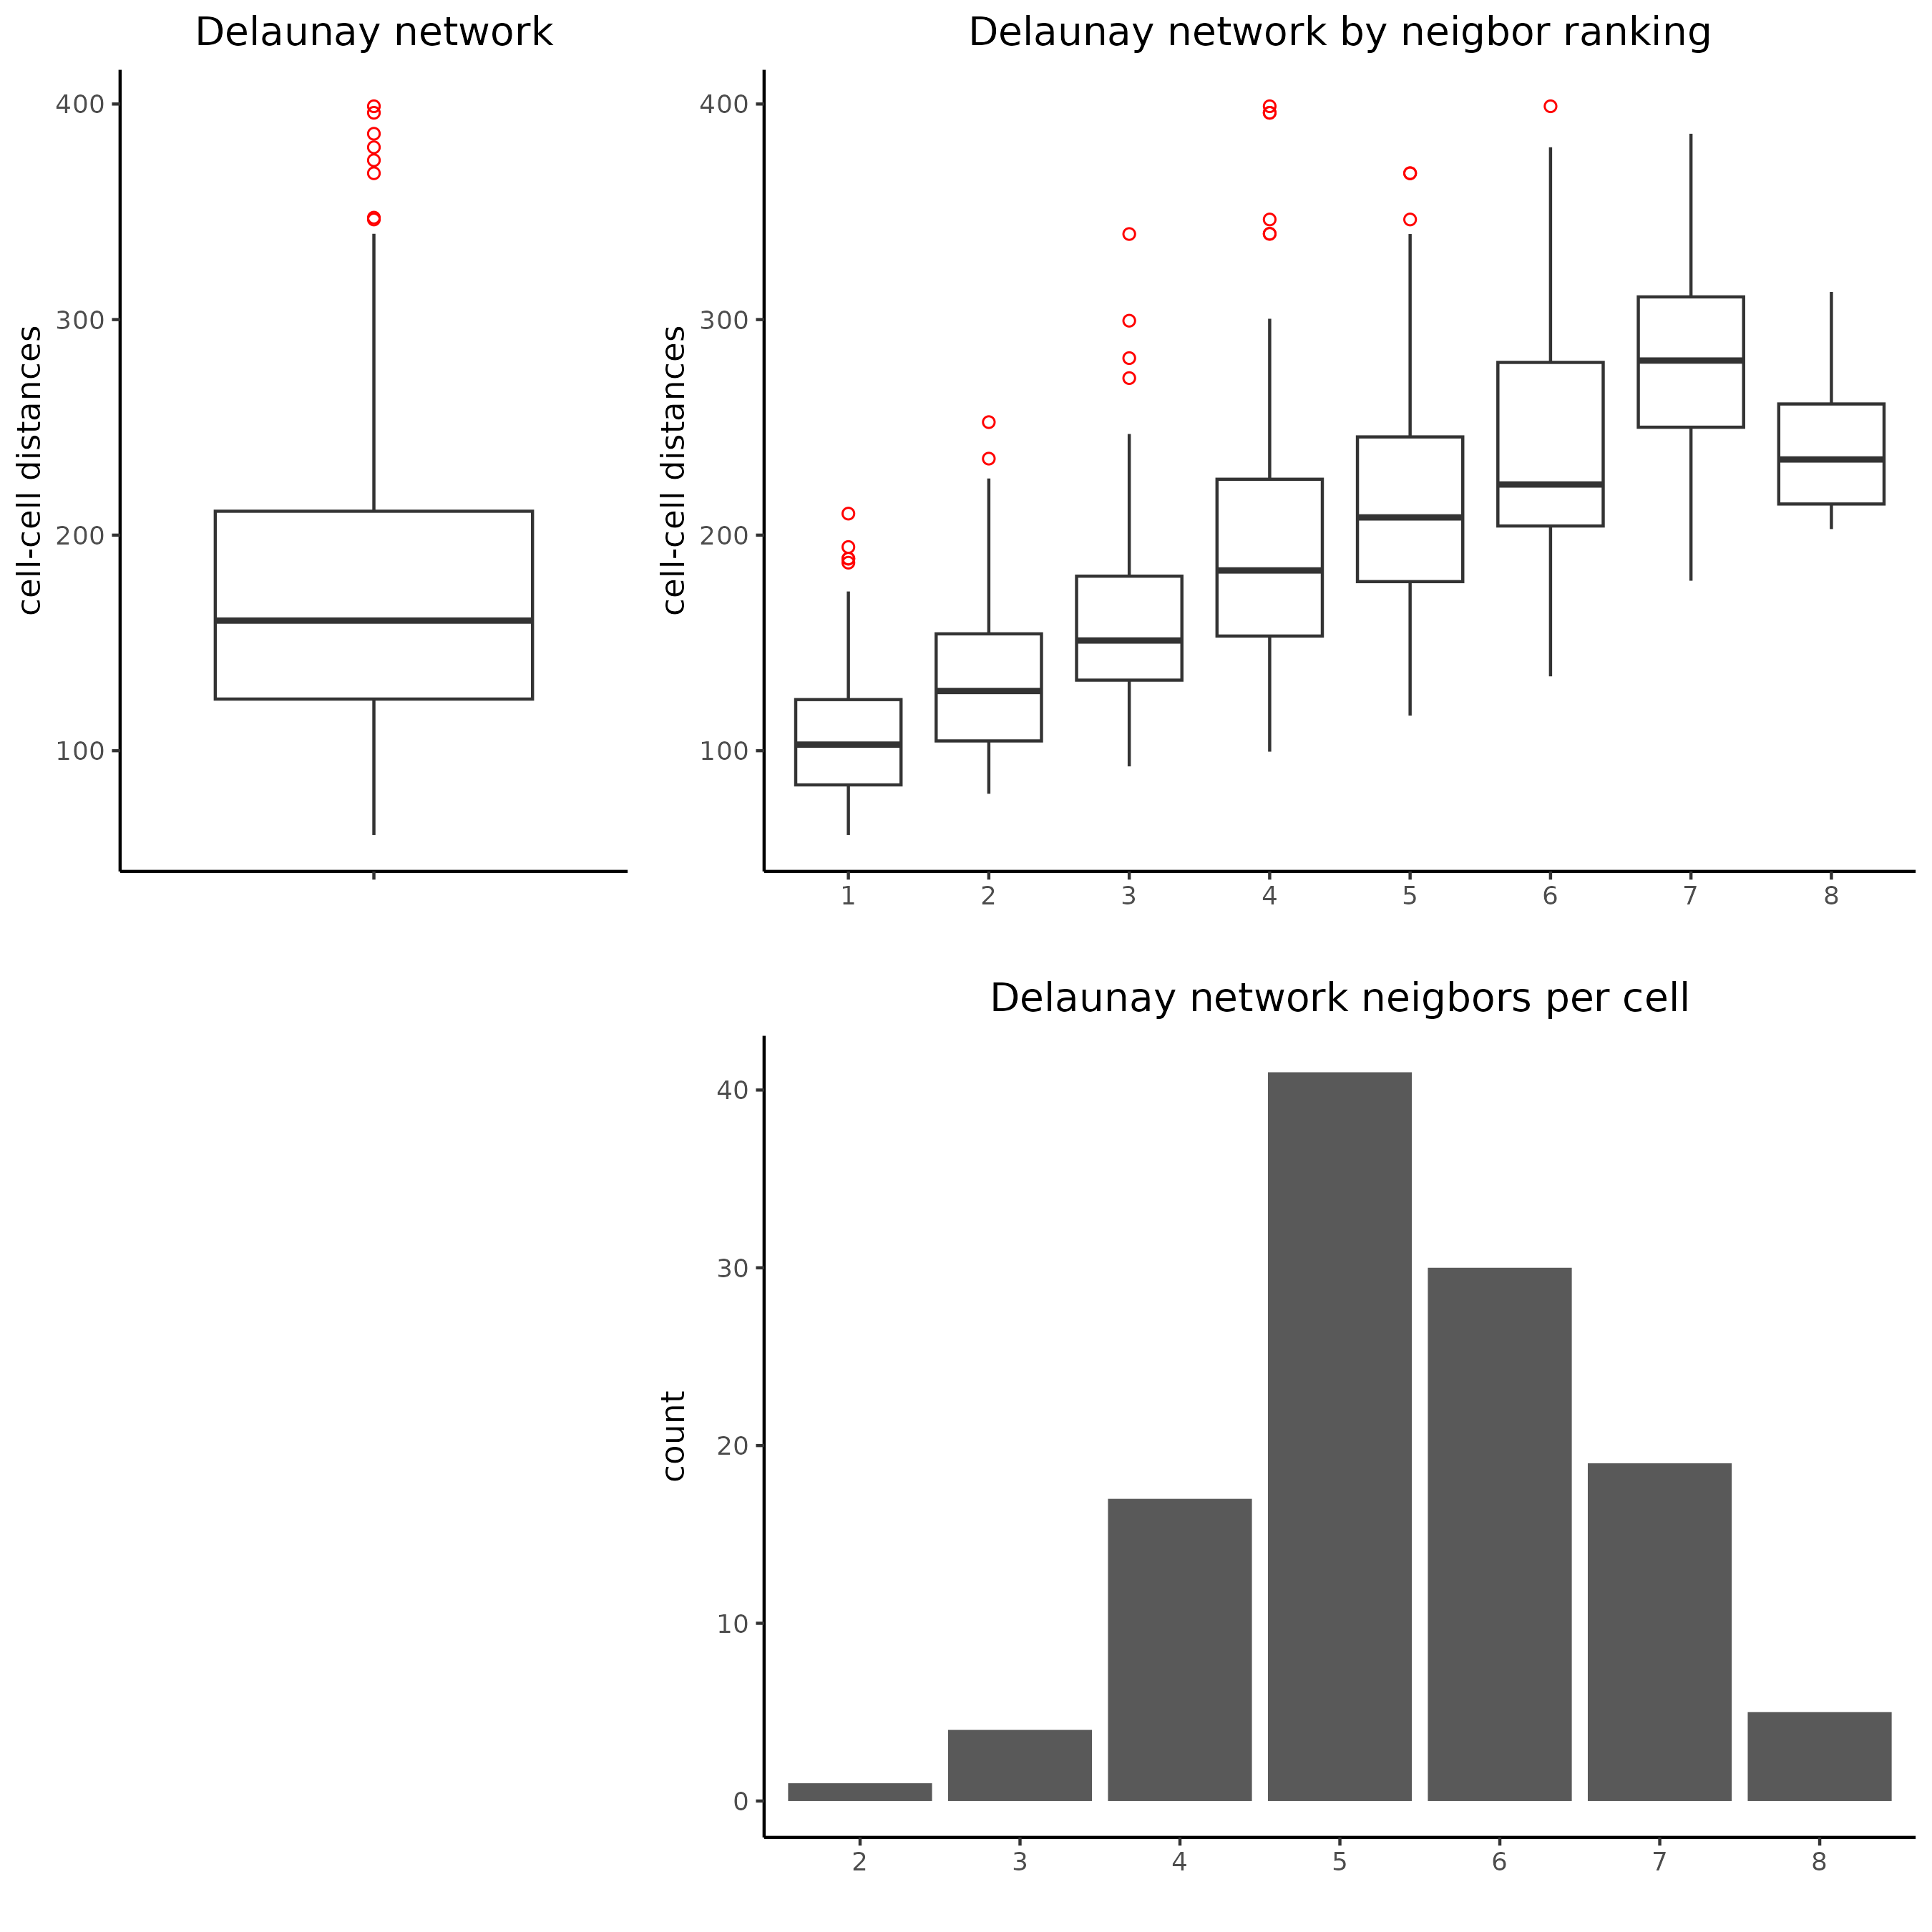 Delaunay network
cell-cell distances
400
300
200
100
Delaunay network by neigbor ranking
cell-cell distances
400
300
200
100
1 2 3 4 5 6 7 8
Delaunay network neigbors per cell
count
40
30
20
10
0
2 3 4 5 6 7 8